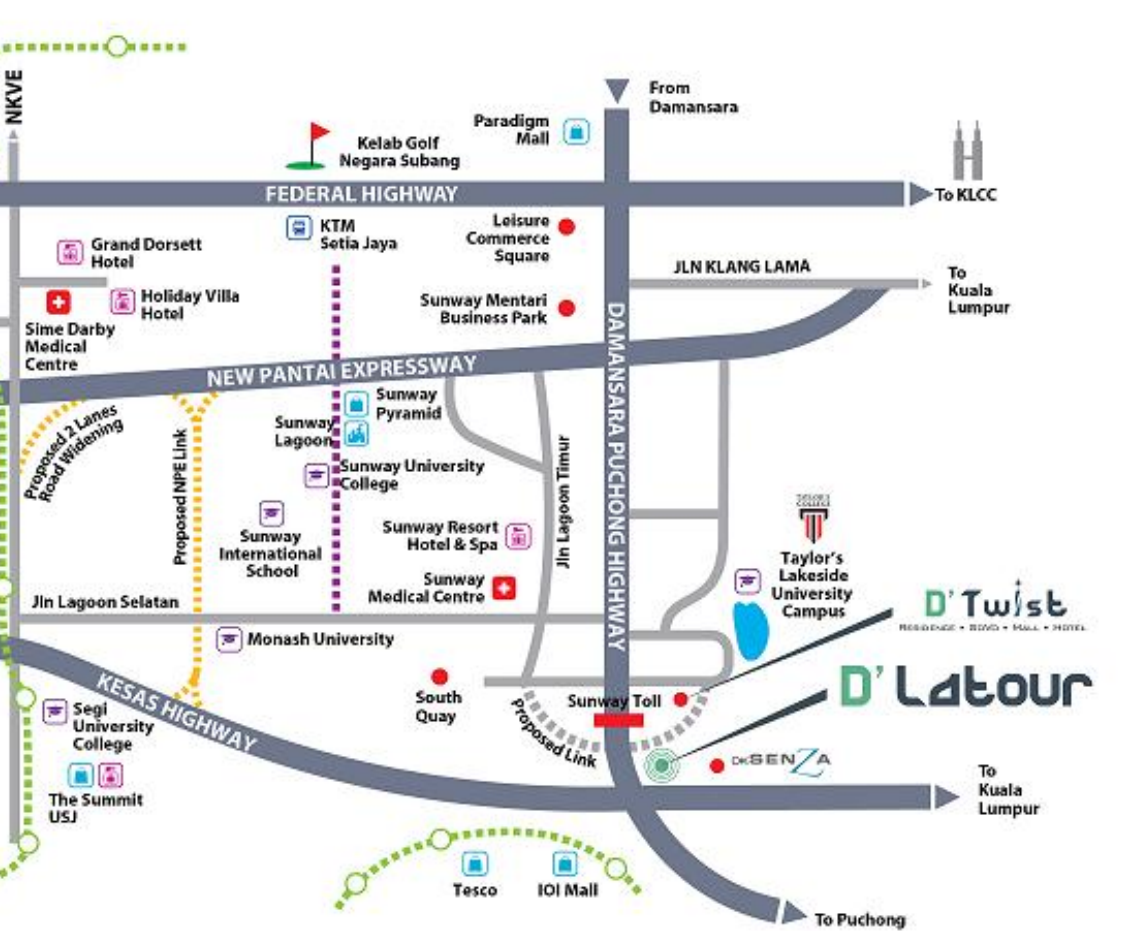 NKVE
From
Damansara
Paradigm
Mall
Kelab Golf
Negara Subang
FEDERAL HIGHWAY
To KLCC
KTM
Setia Jaya
Leisure
Commerce
Square
Grand Dorsett
Hotel
JLN KLANG LAMA
To
Kuala
Lumpur
Holiday Villa
Hotel
Sunway Mentari
Business Park
Sime Darby
Medical
Centre
NEW PANTAI EXPRESSWAY
DAMANSARA PUCHONG HIGHWAY
Sunway
Pyramid
Sunway
Lagoon
Proposed 2 Lanes
Road Widening
Proposed NPE Link
Sunway University
College
Jln Lagoon Timur
Sunway
International
School
Sunway Resort
Hotel & Spa
Sunway
Medical Centre
Taylor's
Lakeside
University
Campus
Jln Lagoon Selatan
D' Twist
RESIDENCE • SOVO • MALL • HOTEL
Monash University
D' Latour
KESAS HIGHWAY
South
Quay
Sunway Toll
Proposed Link
Segi
University
College
DK SENZA
The Summit
USJ
To
Kuala
Lumpur
Tesco
IOI Mall
To Puchong